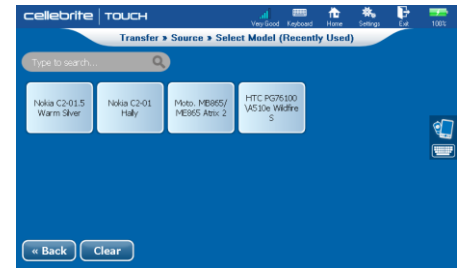 cellebrite TOUCH
Very Good Keyboard Home Settings Exit 100%
Transfer » Source » Select Model (Recently Used)
Type to search...
Nokia C2-01.5
Warm Silver
Nokia C2-01
Hally
Moto. MB865/
ME865 Atrix 2
HTC PG76100
\A510e Wildfire
S
« Back
Clear